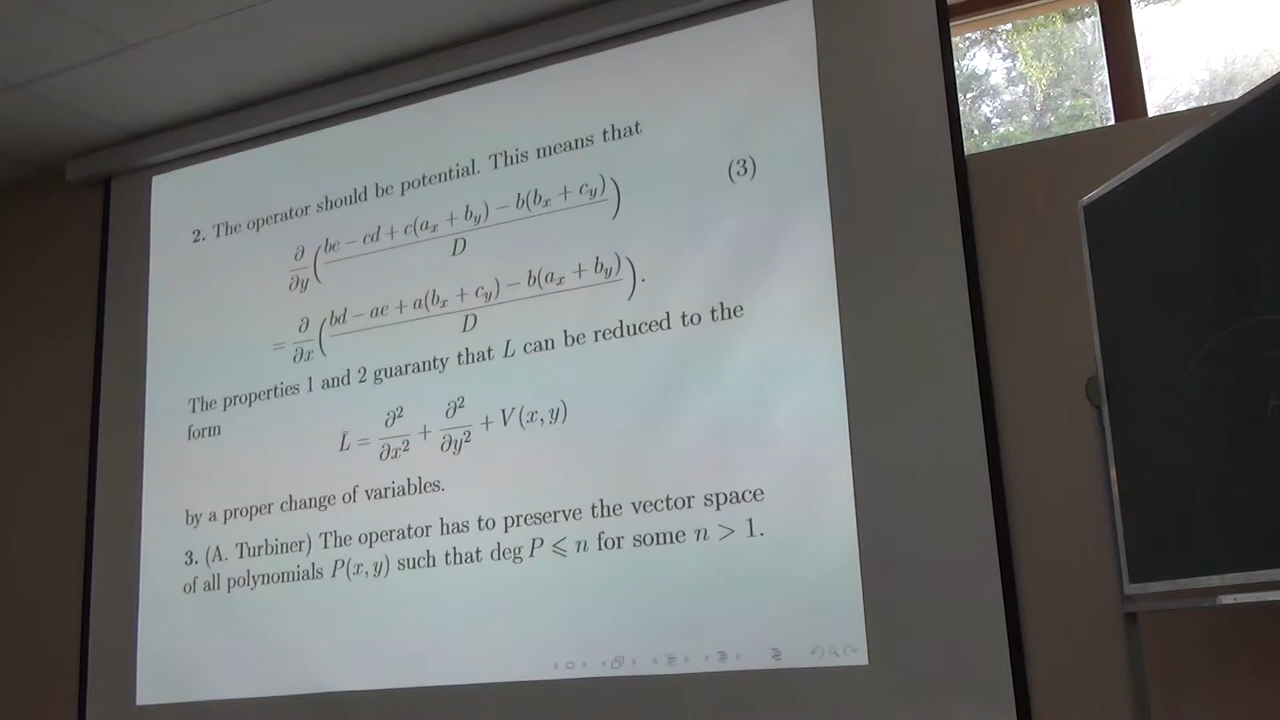 2. The operator should be potential. This means that
∂/∂y ( (be − cd + c(a_x + b_y) − b(b_x + c_y)) / D ) (3)
= ∂/∂x ( (bd − ae + a(b_x + c_y) − b(a_x + b_y)) / D ).
The properties 1 and 2 guaranty that L can be reduced to the
form
L̄ = ∂²/∂x² + ∂²/∂y² + V(x, y)
by a proper change of variables.
3. (A. Turbiner) The operator has to preserve the vector space
of all polynomials P(x, y) such that deg P ⩽ n for some n > 1.